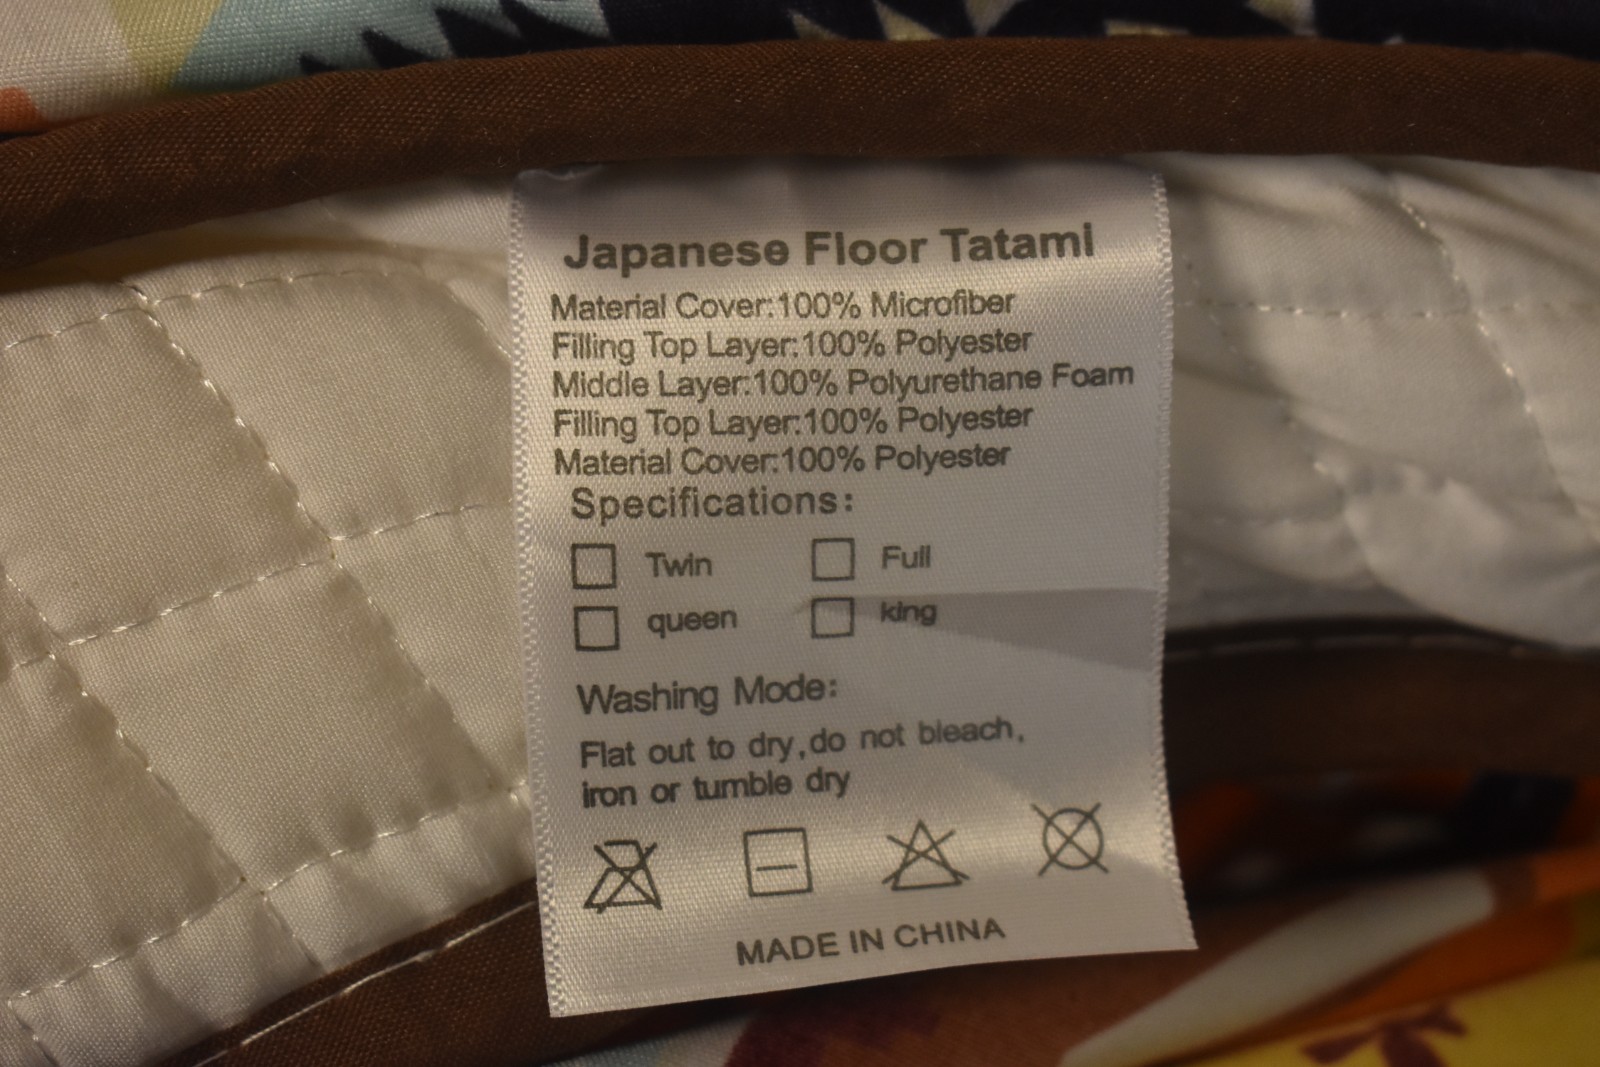 Japanese Floor Tatami
Material Cover:100% Microfiber
Filling Top Layer:100% Polyester
Middle Layer:100% Polyurethane Foam
Filling Top Layer:100% Polyester
Material Cover:100% Polyester
Specifications:
Twin Full
queen king
Washing Mode:
Flat out to dry,do not bleach,
iron or tumble dry
MADE IN CHINA